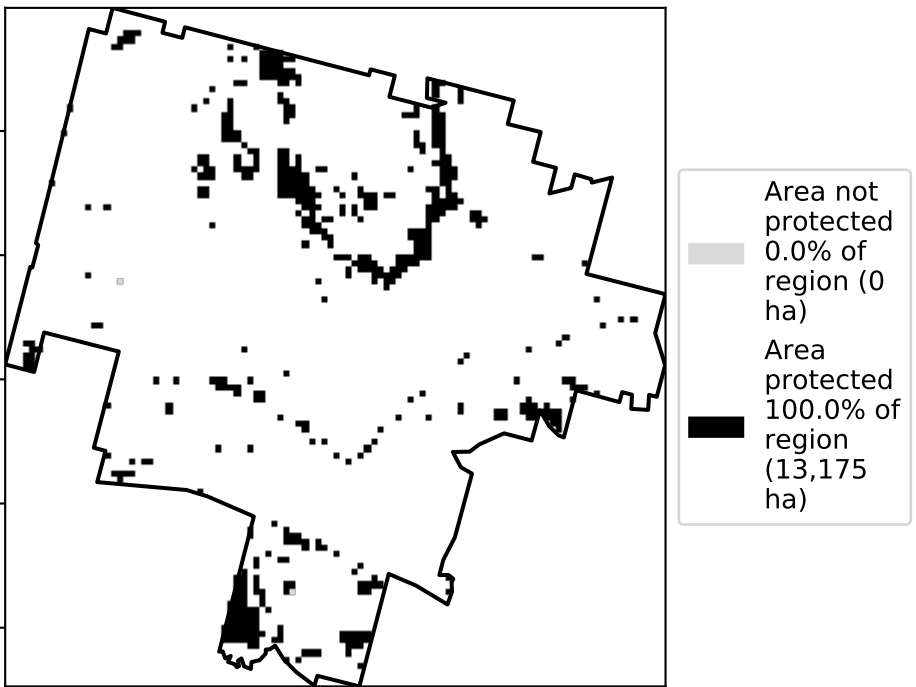 Area not
protected
0.0% of
region (0
ha)
Area
protected
100.0% of
region
(13,175
ha)